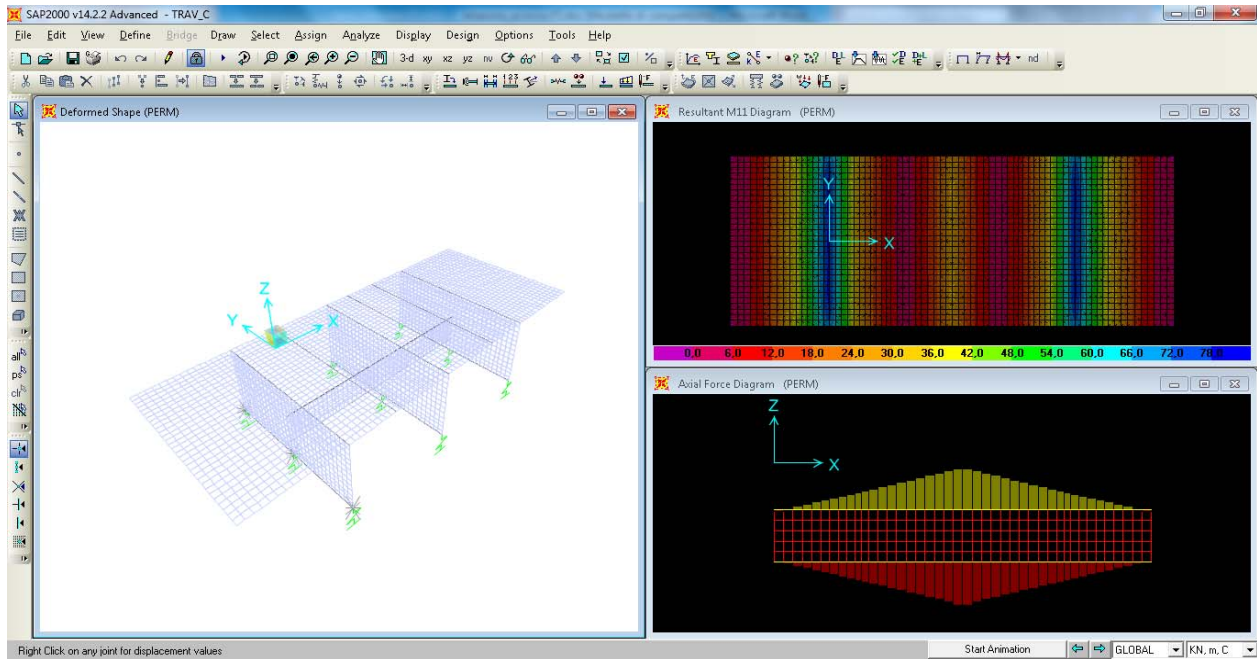 SAP2000 v14.2.2 Advanced - TRAV_C
File Edit View Define Bridge Draw Select Assign Analyze Display Design Options Tools Help
3-d xy xz yz nv
nd
all
ps
clr
Deformed Shape (PERM)
Z
Y
X
Resultant M11 Diagram (PERM)
Y
X
0,0 6,0 12,0 18,0 24,0 30,0 36,0 42,0 48,0 54,0 60,0 66,0 72,0 78,0
Axial Force Diagram (PERM)
Z
X
Right Click on any joint for displacement values
Start Animation
GLOBAL
KN, m, C